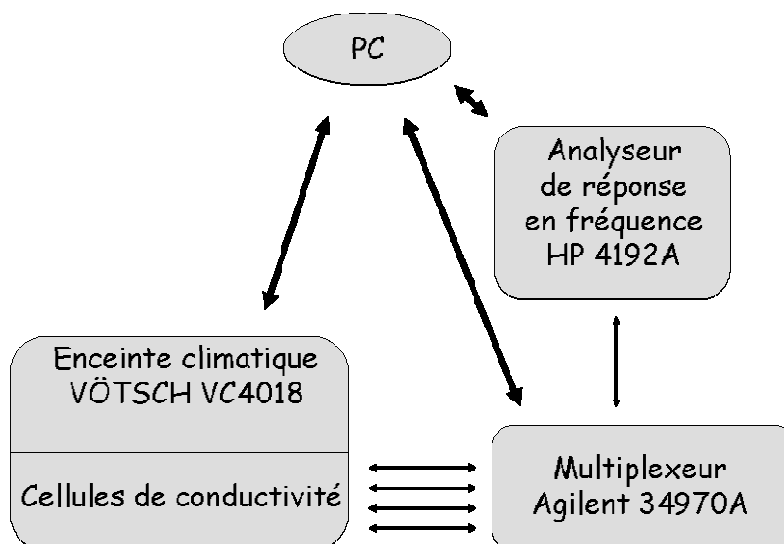 PC
Analyseur
de réponse
en fréquence
HP 4192A
Enceinte climatique
VÖTSCH VC4018
Cellules de conductivité
Multiplexeur
Agilent 34970A